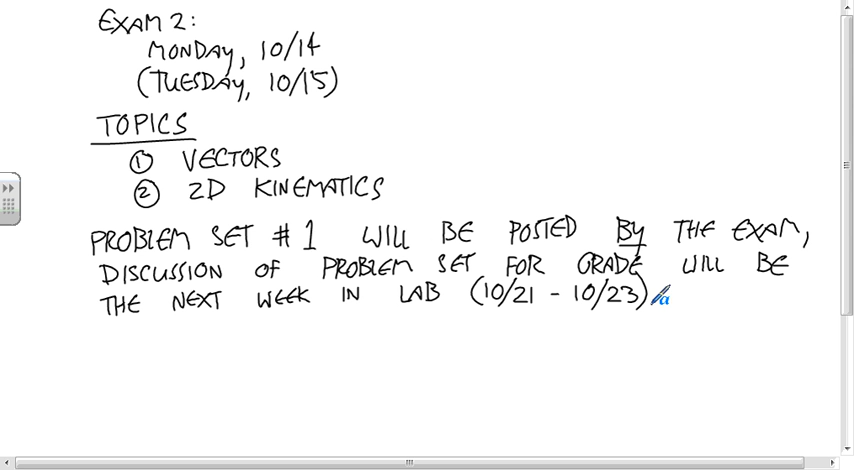 EXAM 2:
MONDAY, 10/14
(TUESDAY, 10/15)
TOPICS
① VECTORS
② 2D KINEMATICS
PROBLEM SET #1 WILL BE POSTED BY THE EXAM,
DISCUSSION OF PROBLEM SET FOR GRADE WILL BE
THE NEXT WEEK IN LAB (10/21 - 10/23)